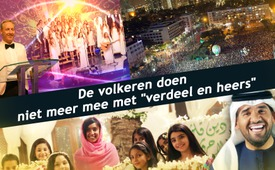 De volkeren doen
niet meer mee met "verdeel en heers"